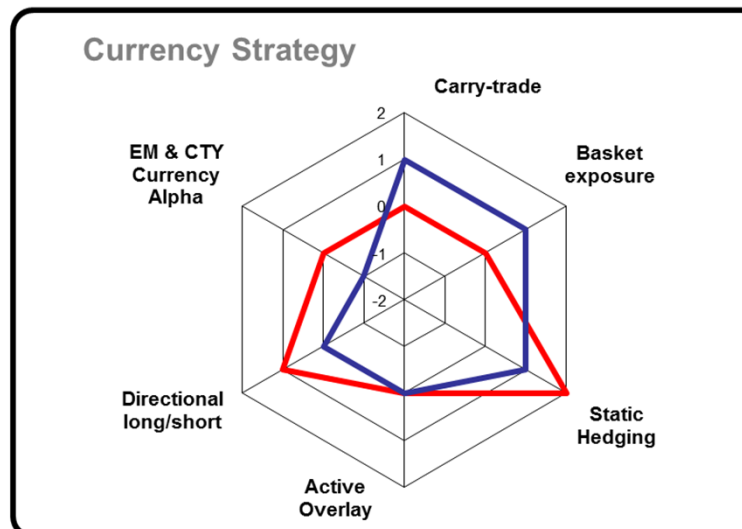 Currency Strategy
Carry-trade
2
EM & CTY
Currency
Alpha
1
Basket
exposure
0
-1
-2
Directional
long/short
Static
Hedging
Active
Overlay